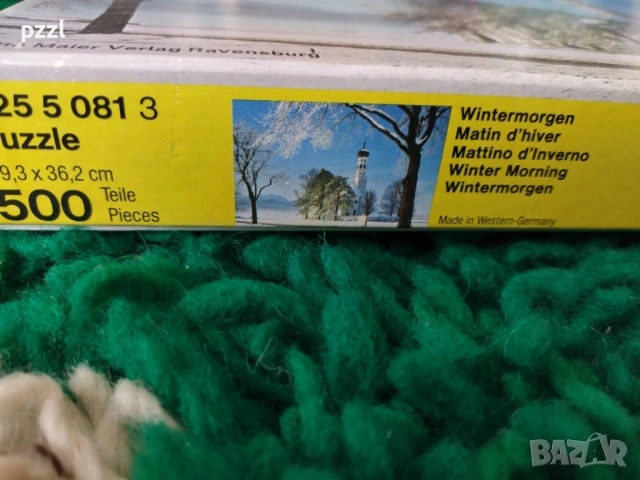 pzzl
Maier Verlag Ravensburg
25 5 081 3
uzzle
9,3 x 36,2 cm
500 Teile
Pieces
Wintermorgen
Matin d'hiver
Mattino d'Inverno
Winter Morning
Wintermorgen
Made in Western-Germany
BAZAR